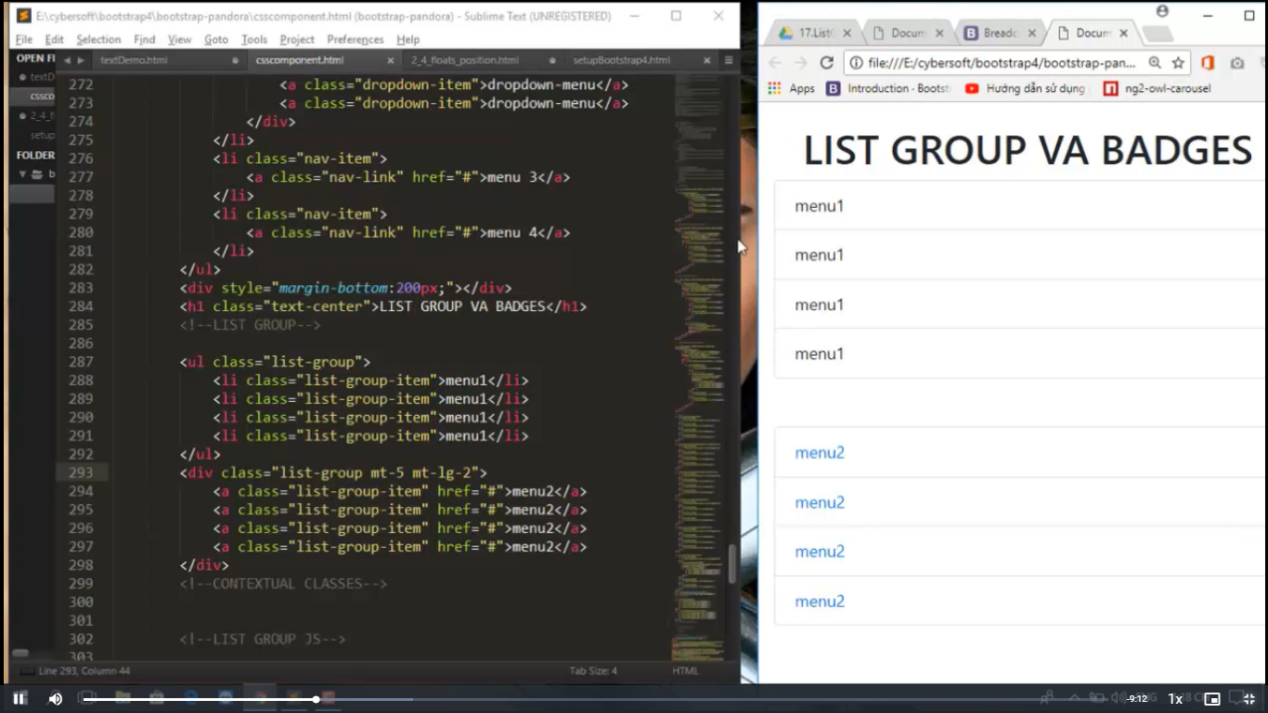 E:\cybersoft\bootstrap4\bootstrap-pandora\csscomponent.html (bootstrap-pandora) - Sublime Text (UNREGISTERED)
File Edit Selection Find View Goto Tools Project Preferences Help
OPEN FI
textD
cssco
2_4_fl
setup
FOLDER
b
textDemo.html
csscomponent.html
2_4_floats_position.html
setupBootstrap4.html
272 <a class="dropdown-item">dropdown-menu</a>
273 <a class="dropdown-item">dropdown-menu</a>
274 </div>
275 </li>
276 <li class="nav-item">
277 <a class="nav-link" href="#">menu 3</a>
278 </li>
279 <li class="nav-item">
280 <a class="nav-link" href="#">menu 4</a>
281 </li>
282 </ul>
283 <div style="margin-bottom:200px;"></div>
284 <h1 class="text-center">LIST GROUP VA BADGES</h1>
285 <!--LIST GROUP-->
286
287 <ul class="list-group">
288 <li class="list-group-item">menu1</li>
289 <li class="list-group-item">menu1</li>
290 <li class="list-group-item">menu1</li>
291 <li class="list-group-item">menu1</li>
292 </ul>
293 <div class="list-group mt-5 mt-lg-2">
294 <a class="list-group-item" href="#">menu2</a>
295 <a class="list-group-item" href="#">menu2</a>
296 <a class="list-group-item" href="#">menu2</a>
297 <a class="list-group-item" href="#">menu2</a>
298 </div>
299 <!--CONTEXTUAL CLASSES-->
300
301
302 <!--LIST GROUP JS-->
303
Line 293, Column 44 Tab Size: 4 HTML
17.List
Docum
Breadc
Docum
file:///E:/cybersoft/bootstrap4/bootstrap-pan...
Apps Introduction · Bootst Hướng dẫn sử dụng ng2-owl-carousel
LIST GROUP VA BADGES
menu1
menu1
menu1
menu1
menu2
menu2
menu2
menu2
-9:12 1x